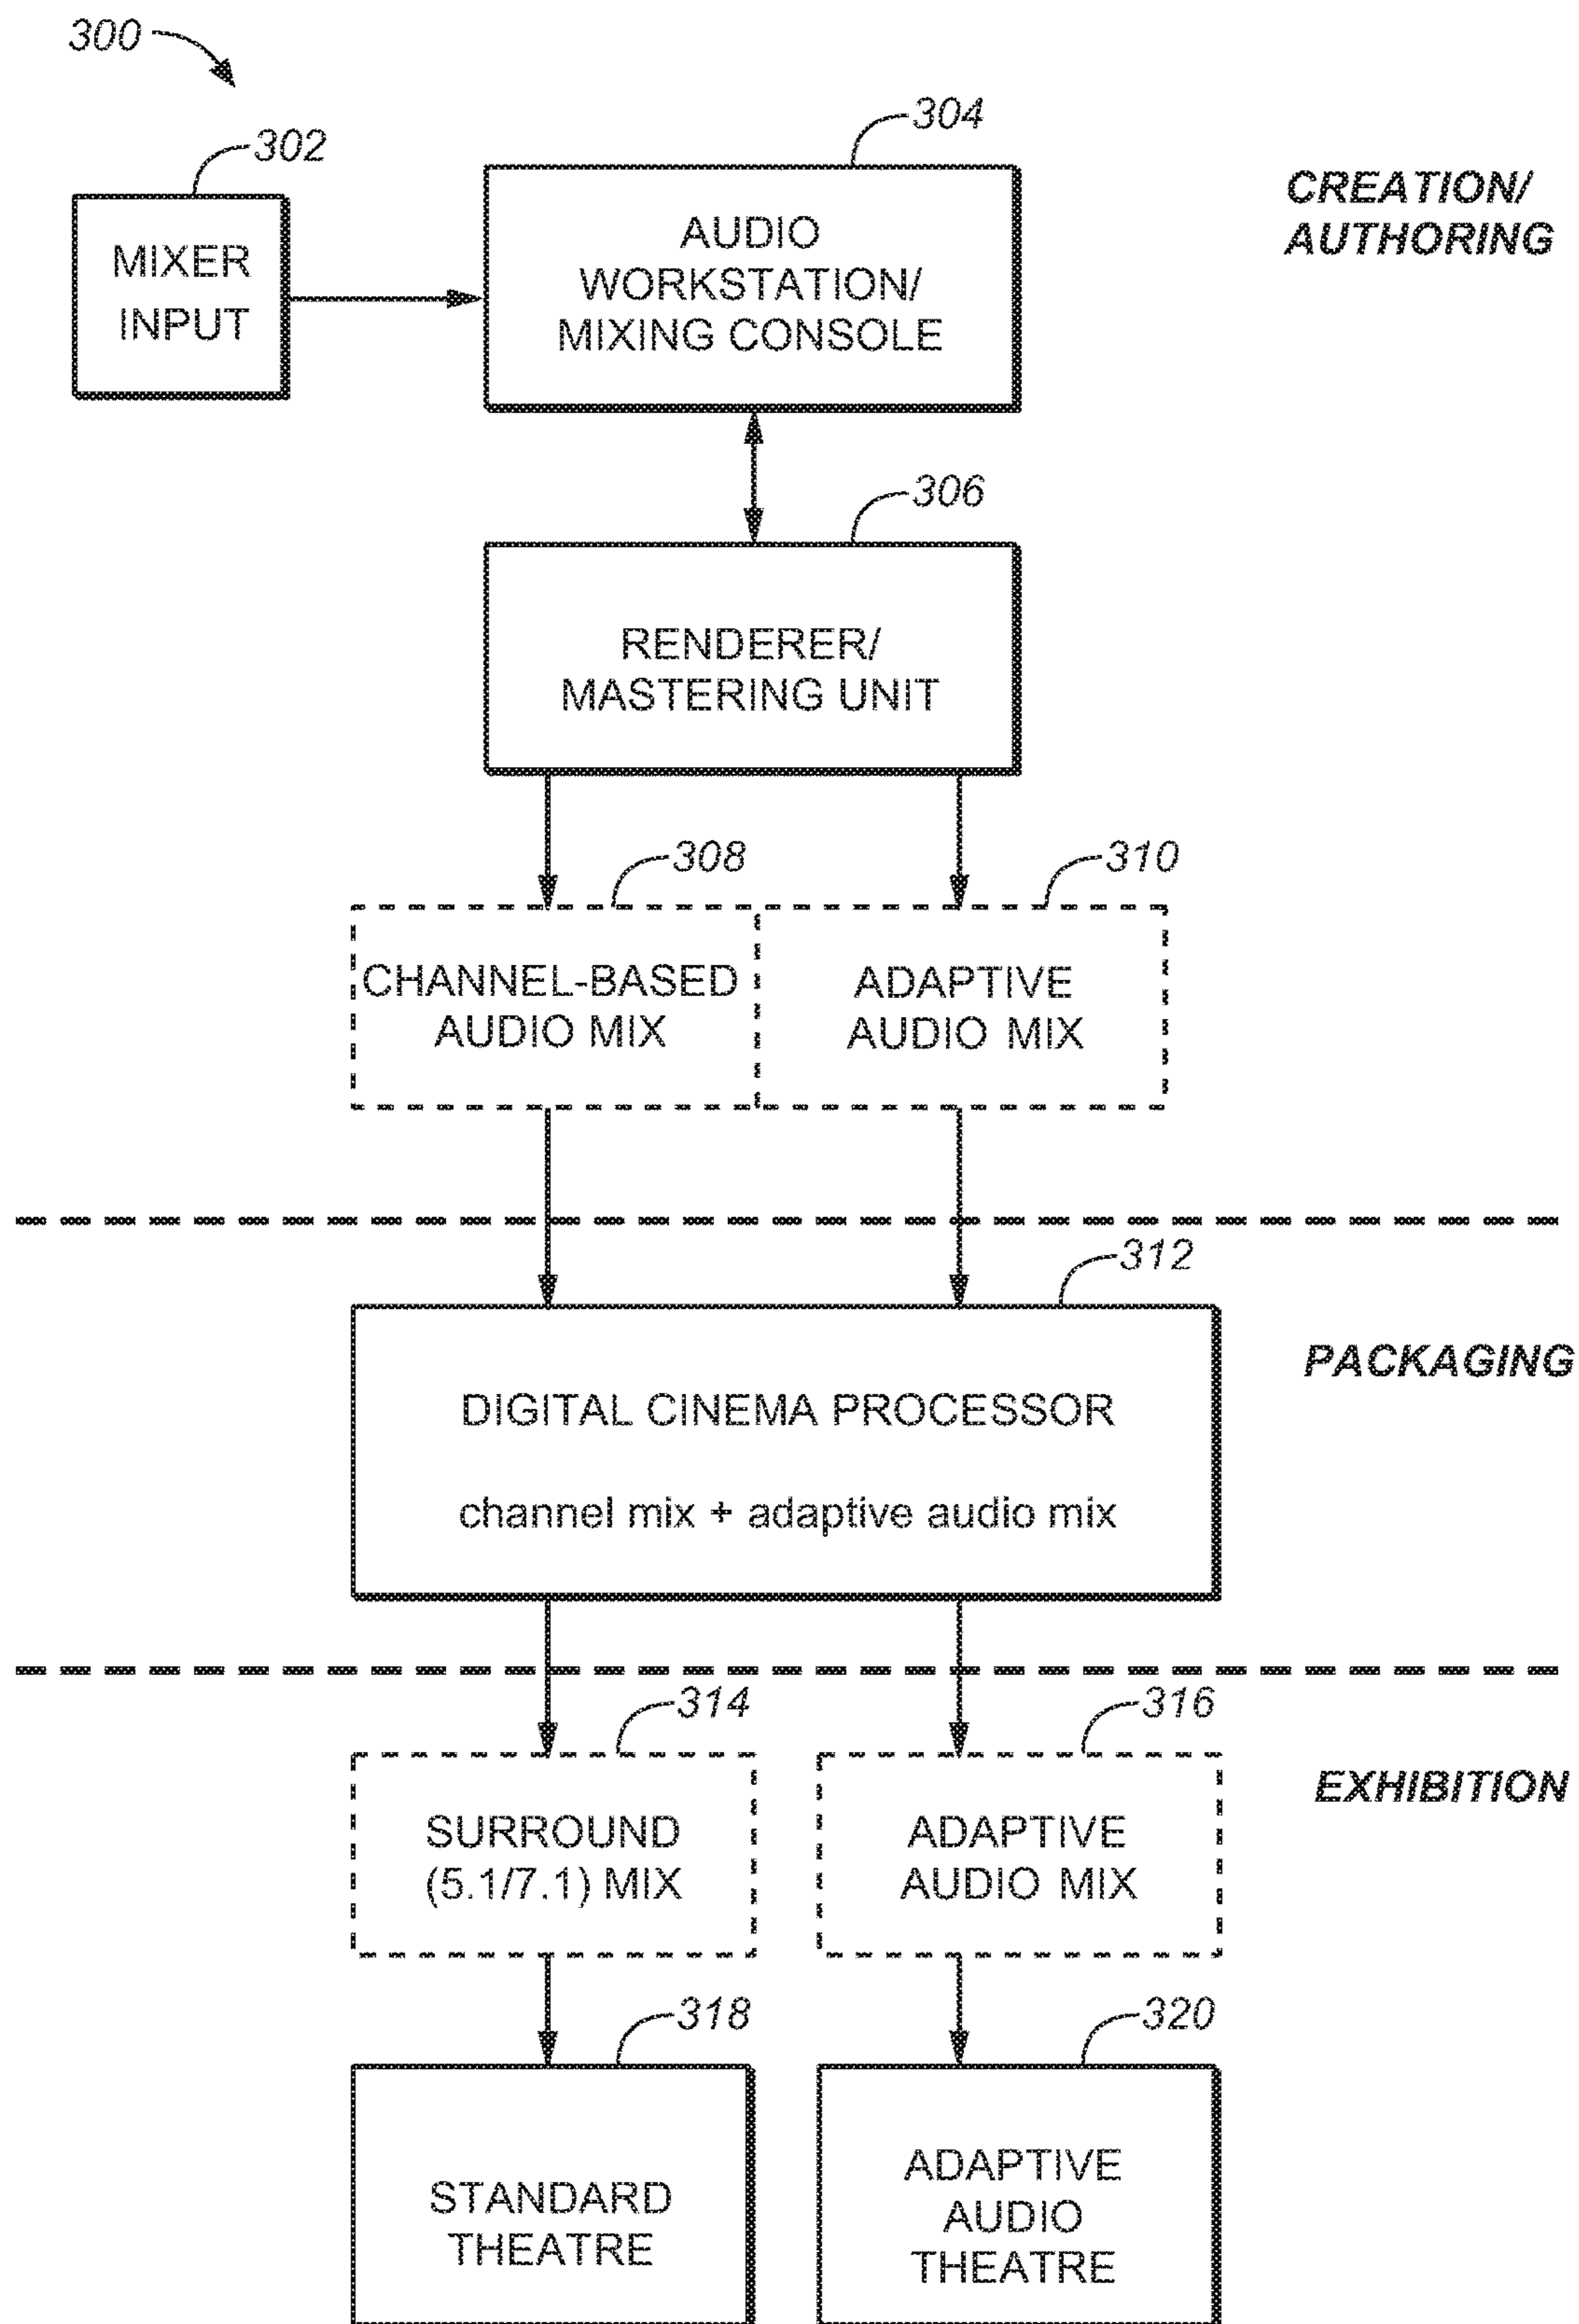 300
302
304
MIXER
INPUT
AUDIO
WORKSTATION/
MIXING CONSOLE
CREATION/
AUTHORING
306
RENDERER/
MASTERING UNIT
308
310
CHANNEL-BASED
AUDIO MIX
ADAPTIVE
AUDIO MIX
312
PACKAGING
DIGITAL CINEMA PROCESSOR
channel mix + adaptive audio mix
314
316
EXHIBITION
SURROUND
(5.1/7.1) MIX
ADAPTIVE
AUDIO MIX
318
320
STANDARD
THEATRE
ADAPTIVE
AUDIO
THEATRE